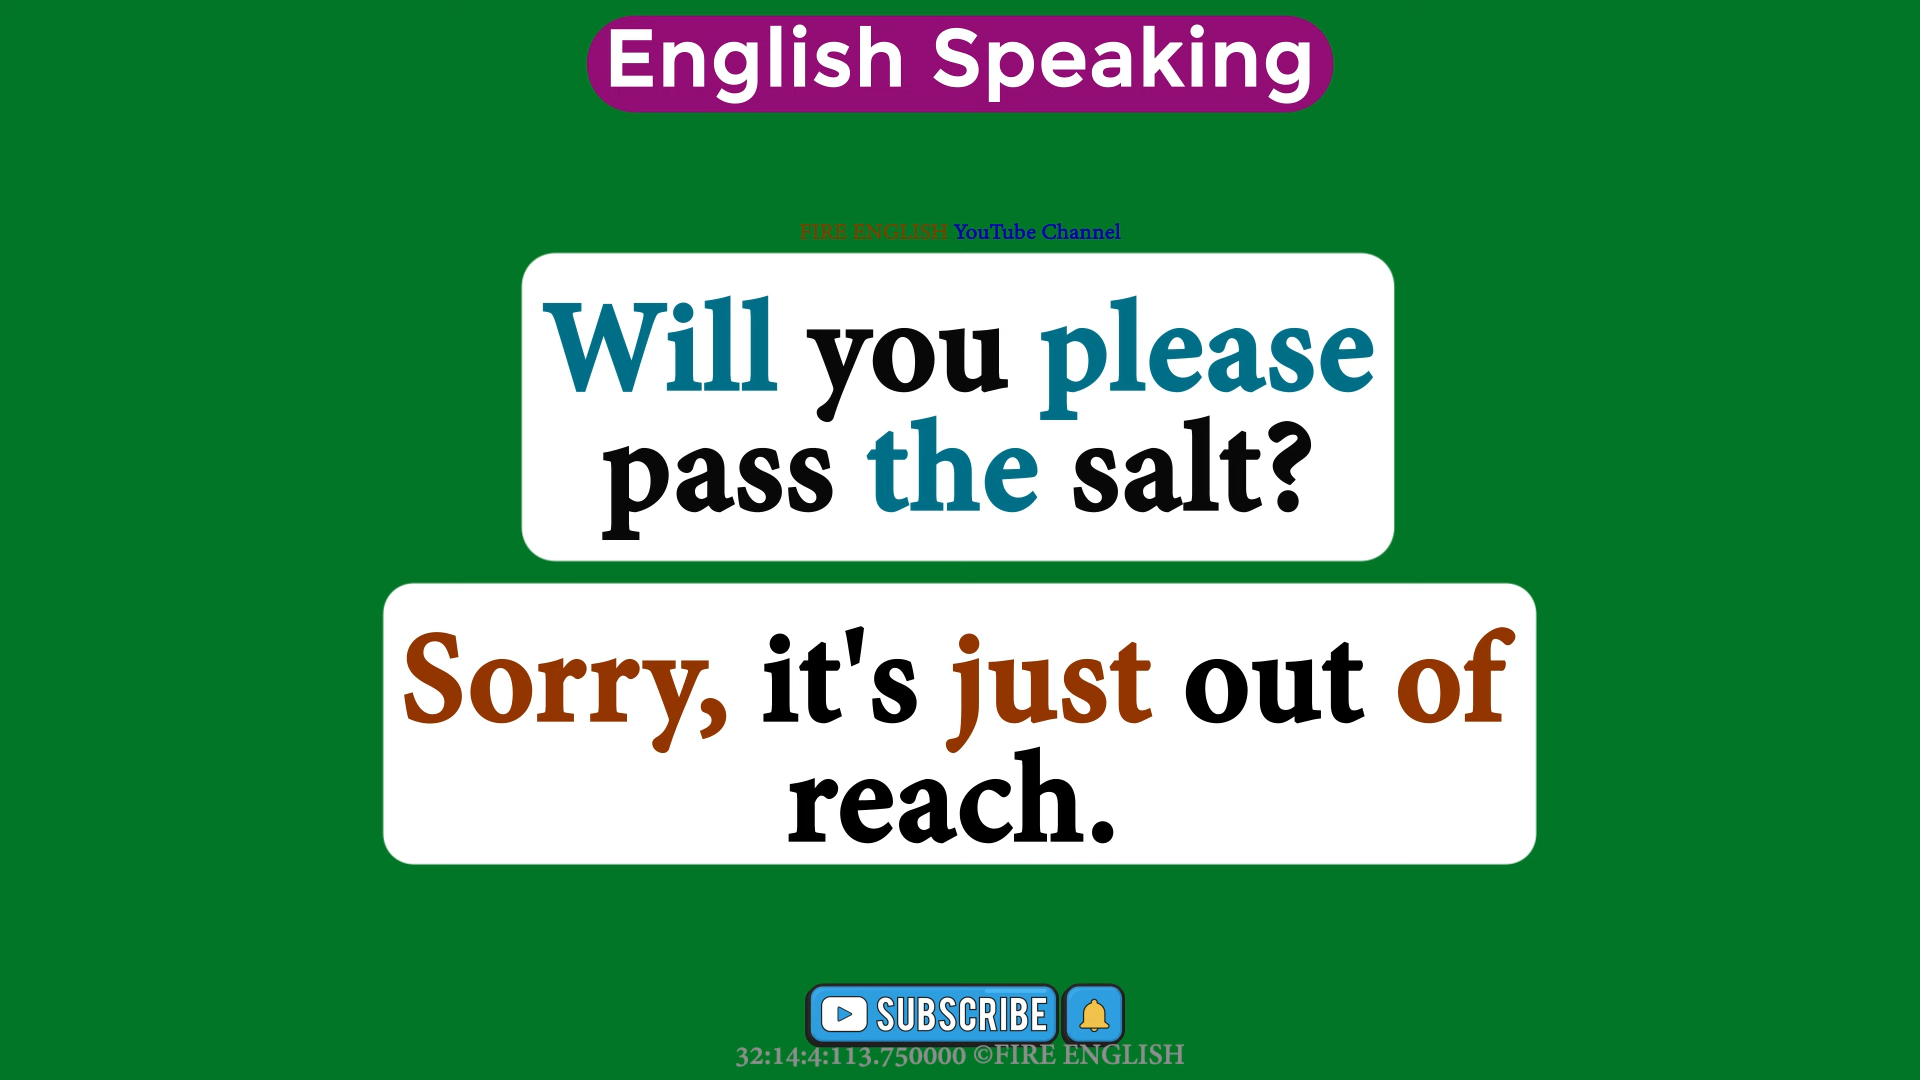 English Speaking
FIRE ENGLISH YouTube Channel
Will you please
pass the salt?
Sorry, it's just out of
reach.
SUBSCRIBE
32:14:4:113.750000 ©FIRE ENGLISH